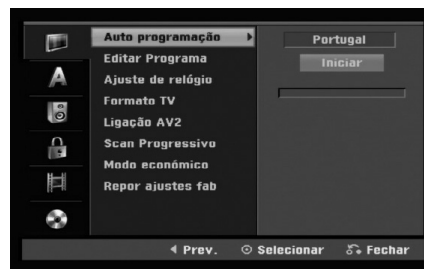 Auto programação
Editar Programa
Ajuste de relógio
Formato TV
Ligação AV2
Scan Progressivo
Modo económico
Repor ajustes fab
Portugal
Iniciar
A
Prev.
Selecionar
Fechar